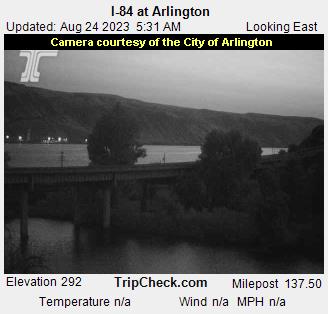 I-84 at Arlington
Updated: Aug 24 2023 5:31 AM Looking East
Camera courtesy of the City of Arlington
Elevation 292 TripCheck.com Milepost 137.50
Temperature n/a Wind n/a MPH n/a